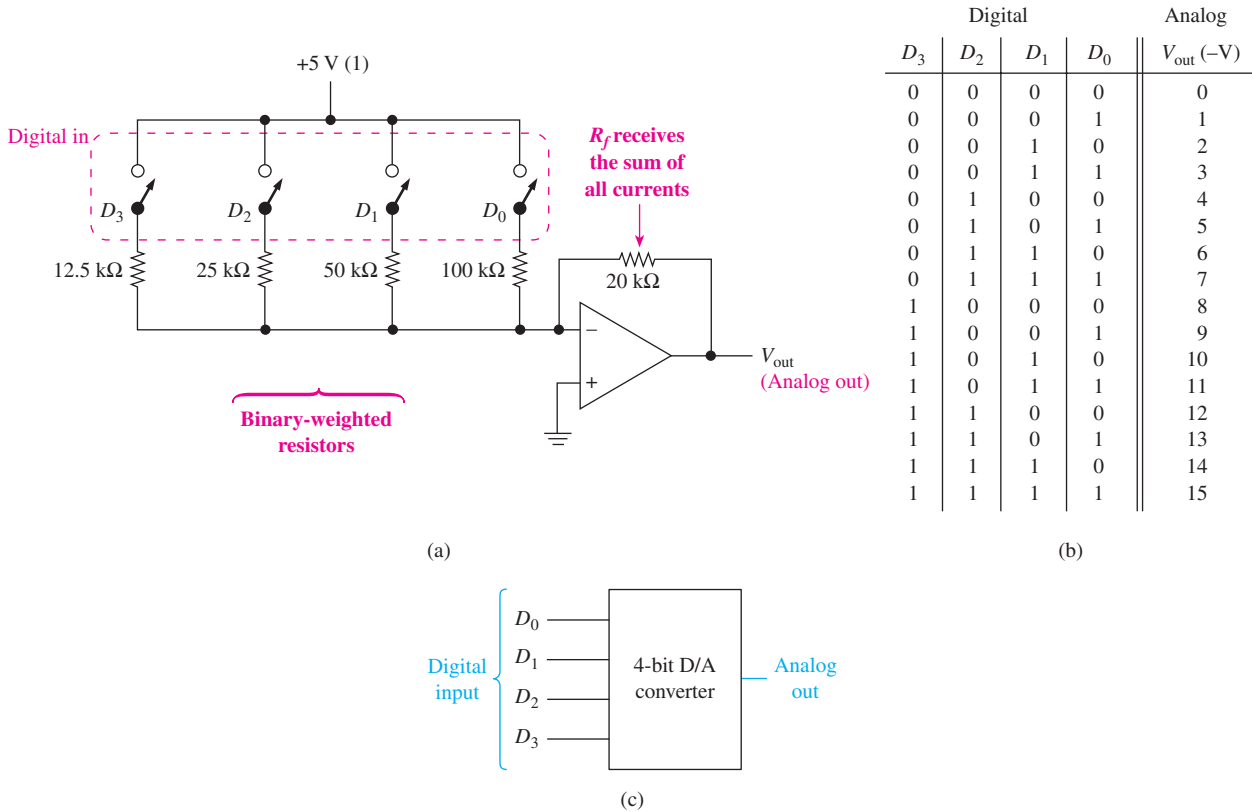 +5 V (1)
Digital in
D3
D2
D1
D0
12.5 kΩ
25 kΩ
50 kΩ
100 kΩ
Rf receives
the sum of
all currents
20 kΩ
−
+
Vout
(Analog out)
Binary-weighted
resistors
(a)
Digital Analog
D3 D2 D1 D0 Vout (–V)
0 0 0 0 0
0 0 0 1 1
0 0 1 0 2
0 0 1 1 3
0 1 0 0 4
0 1 0 1 5
0 1 1 0 6
0 1 1 1 7
1 0 0 0 8
1 0 0 1 9
1 0 1 0 10
1 0 1 1 11
1 1 0 0 12
1 1 0 1 13
1 1 1 0 14
1 1 1 1 15
(b)
Digital
input
D0
D1
D2
D3
4-bit D/A
converter
Analog
out
(c)